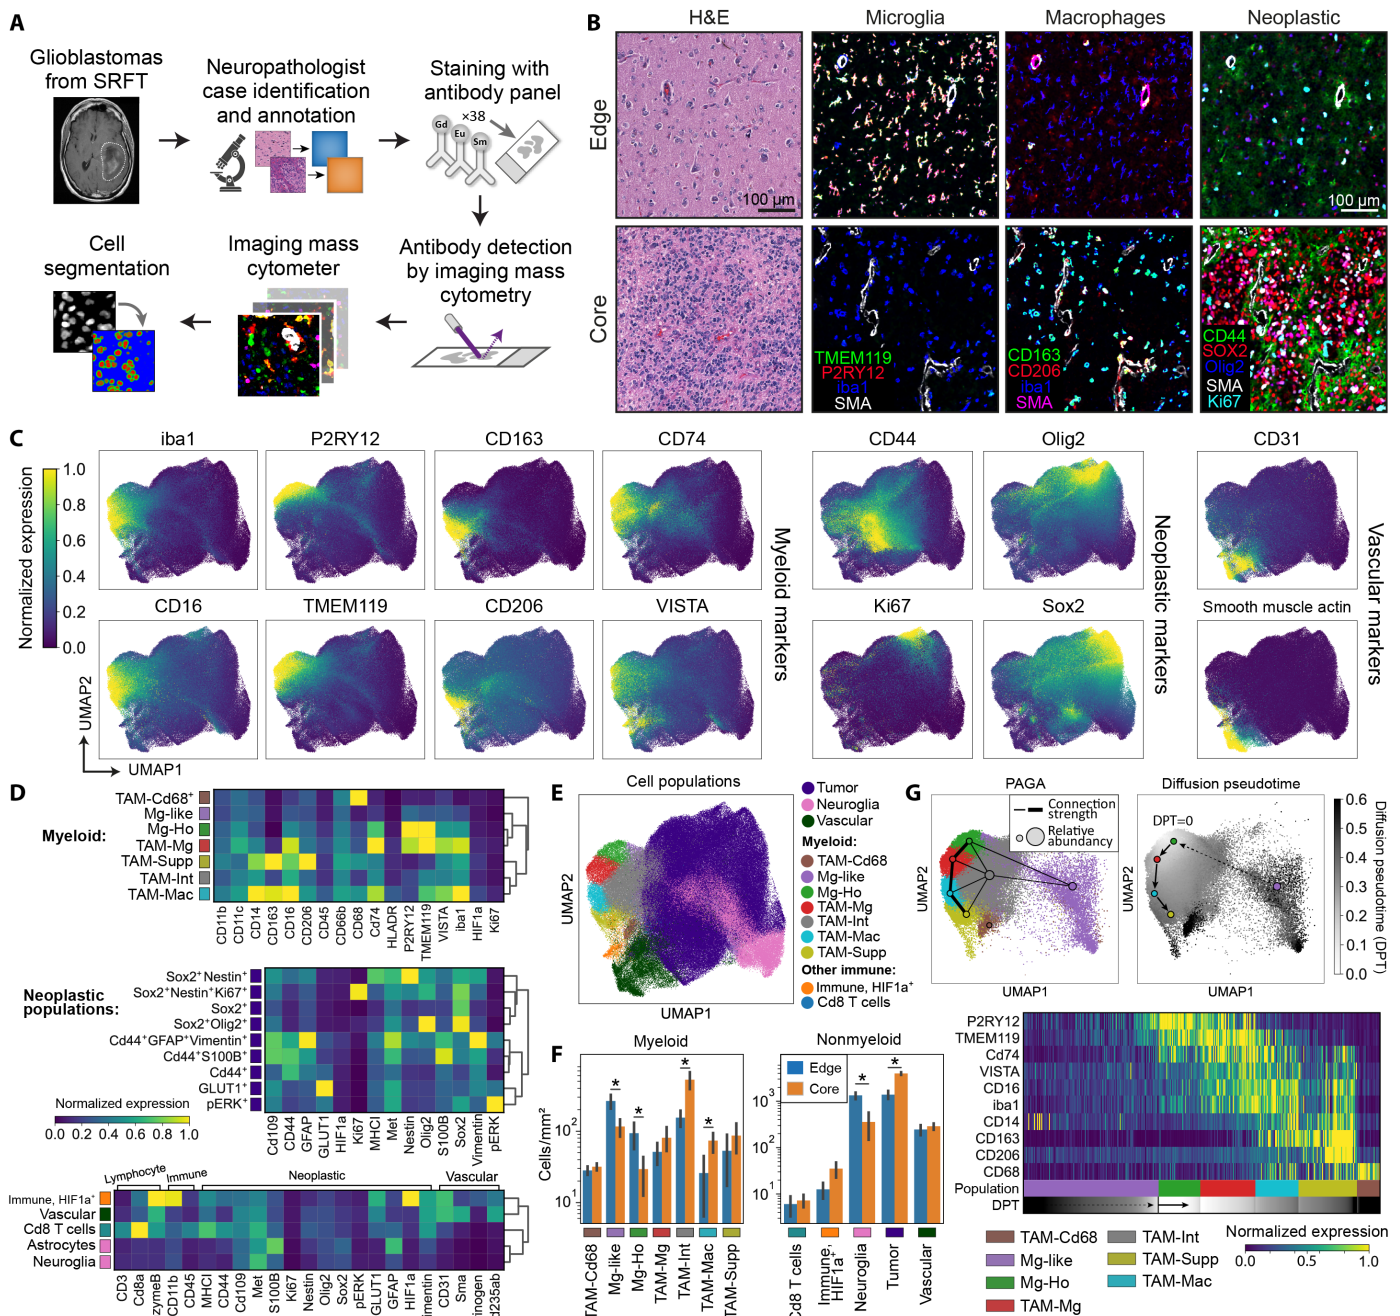 A
Glioblastomas
from SRFT
Neuropathologist
case identification
and annotation
Staining with
antibody panel
×38
Gd
Eu
Sm
Antibody detection
by imaging mass
cytometry
Imaging mass
cytometer
Cell
segmentation
B
H&E
Microglia
Macrophages
Neoplastic
Edge
100 µm
100 µm
Core
TMEM119
P2RY12
iba1
SMA
CD163
CD206
iba1
SMA
CD44
SOX2
Olig2
SMA
Ki67
C
iba1
P2RY12
CD163
CD74
CD44
Olig2
CD31
Normalized expression
1.0
0.8
0.6
0.4
0.2
0.0
CD16
TMEM119
CD206
VISTA
Ki67
Sox2
Smooth muscle actin
Myeloid markers
Neoplastic markers
Vascular markers
UMAP2
UMAP1
D
Myeloid:
TAM-Cd68+
Mg-like
Mg-Ho
TAM-Mg
TAM-Supp
TAM-Int
TAM-Mac
CD11b
CD11c
CD14
CD163
CD16
CD206
CD45
CD66b
CD68
Cd74
HLADR
P2RY12
TMEM119
VISTA
iba1
HIF1a
Ki67
Neoplastic
populations:
Sox2+Nestin+
Sox2+Nestin+Ki67+
Sox2+
Sox2+Olig2+
Cd44+GFAP+Vimentin+
Cd44+S100B+
Cd44+
GLUT1+
pERK+
Normalized expression
0.0 0.2 0.4 0.6 0.8 1.0
Cd109
CD44
GFAP
GLUT1
HIF1a
Ki67
MHCI
Met
Nestin
Olig2
S100B
Sox2
Vimentin
pERK
Lymphocyte
Immune
Neoplastic
Vascular
Immune, HIF1a+
Vascular
Cd8 T cells
Astrocytes
Neuroglia
CD3
Cd8a
zymeB
CD11b
CD45
MHCI
CD44
Cd109
Met
S100B
Ki67
Nestin
Olig2
Sox2
pERK
GLUT1
GFAP
HIF1a
imentin
CD31
Sma
inogen
d235ab
E
Cell populations
UMAP2
UMAP1
Tumor
Neuroglia
Vascular
Myeloid:
TAM-Cd68
Mg-like
Mg-Ho
TAM-Mg
TAM-Int
TAM-Mac
TAM-Supp
Other immune:
Immune, HIF1a+
Cd8 T cells
F
Myeloid
Nonmyeloid
Cells/mm²
10²
10¹
*
*
*
*
TAM-Cd68
Mg-like
Mg-Ho
TAM-Mg
TAM-Int
TAM-Mac
TAM-Supp
Edge
Core
10³
10²
10¹
*
*
Cd8 T cells
Immune,
HIF1a+
Neuroglia
Tumor
Vascular
G
PAGA
Diffusion pseudotime
Connection
strength
Relative
abundancy
DPT=0
UMAP2
UMAP1
UMAP2
UMAP1
0.6
0.5
0.4
0.3
0.2
0.1
0.0
Diffusion pseudotime (DPT)
P2RY12
TMEM119
Cd74
VISTA
CD16
iba1
CD14
CD163
CD206
CD68
Population
DPT
TAM-Cd68
Mg-like
Mg-Ho
TAM-Mg
TAM-Int
TAM-Supp
TAM-Mac
Normalized expression
0.0
0.5
1.0